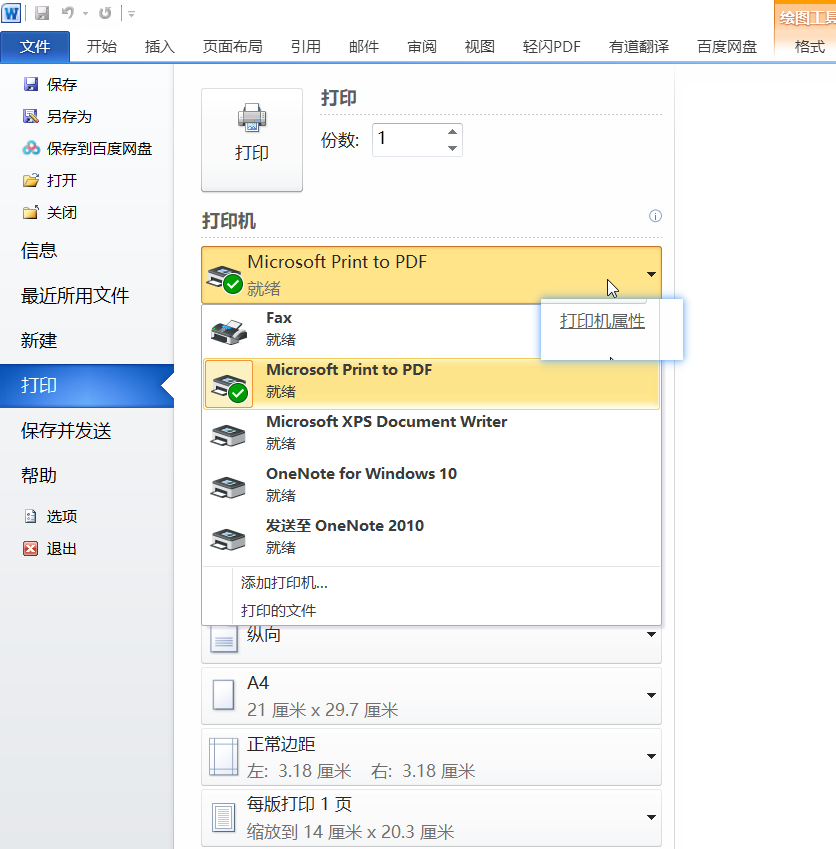 绘图工具
文件 开始 插入 页面布局 引用 邮件 审阅 视图 轻闪PDF 有道翻译 百度网盘 格式
保存
另存为
保存到百度网盘
打开
关闭
信息
最近所用文件
新建
打印
保存并发送
帮助
选项
退出
打印
打印
份数: 1
打印机
Microsoft Print to PDF
就绪
打印机属性
Fax
就绪
Microsoft Print to PDF
就绪
Microsoft XPS Document Writer
就绪
OneNote for Windows 10
就绪
发送至 OneNote 2010
就绪
添加打印机...
打印的文件
纵向
A4
21 厘米 x 29.7 厘米
正常边距
左: 3.18 厘米 右: 3.18 厘米
每版打印 1 页
缩放到 14 厘米 x 20.3 厘米